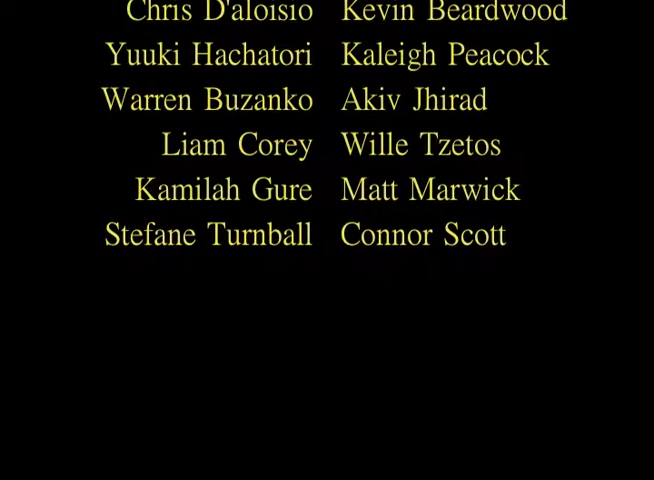 Chris D'aloisio Kevin Beardwood
Yuuki Hachatori Kaleigh Peacock
Warren Buzanko Akiv Jhirad
Liam Corey Wille Tzetos
Kamilah Gure Matt Marwick
Stefane Turnball Connor Scott